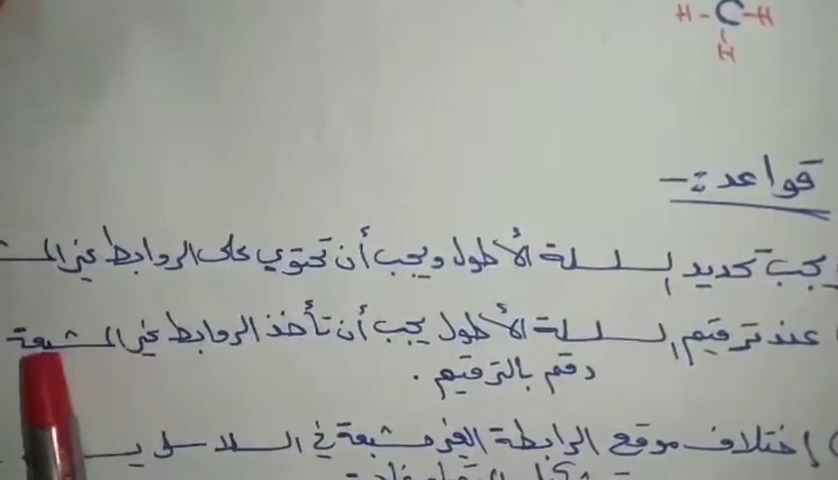 H - C - H
H
قواعد :-
يجب تحديد السلسلة الأطول ويجب أن تحتوي على الروابط غير
عند ترقيم السلسلة الأطول يجب أن تأخذ الروابط غير المشبعة
رقم بالترقيم .
اختلاف موقع الرابطة الغير مشبعة في السلاسل